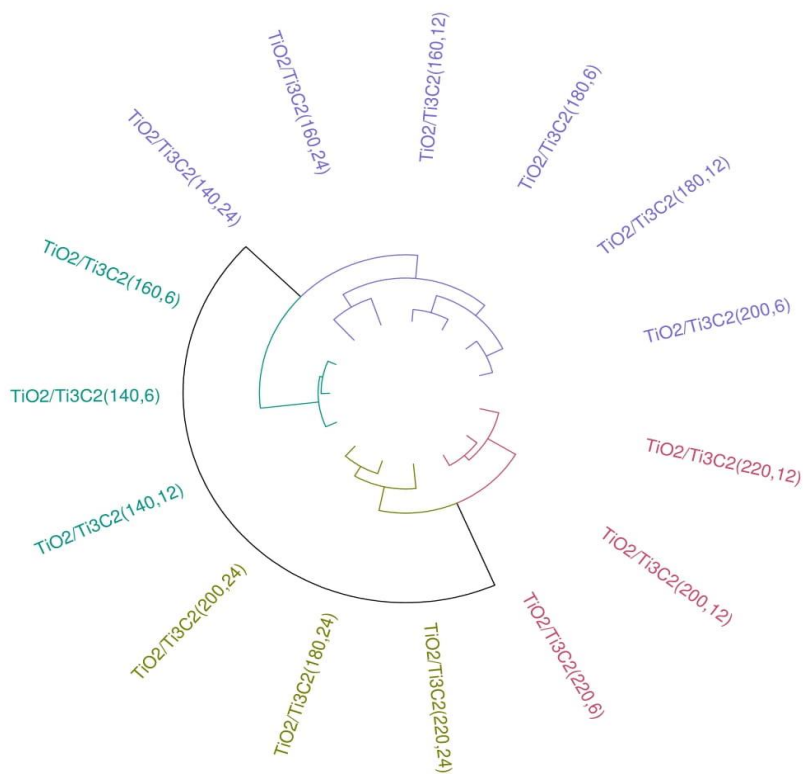 TiO2/Ti3C2(160,12)
TiO2/Ti3C2(180,6)
TiO2/Ti3C2(180,12)
TiO2/Ti3C2(200,6)
TiO2/Ti3C2(220,12)
TiO2/Ti3C2(200,12)
TiO2/Ti3C2(220,6)
TiO2/Ti3C2(220,24)
TiO2/Ti3C2(180,24)
TiO2/Ti3C2(200,24)
TiO2/Ti3C2(140,12)
TiO2/Ti3C2(140,6)
TiO2/Ti3C2(160,6)
TiO2/Ti3C2(140,24)
TiO2/Ti3C2(160,24)